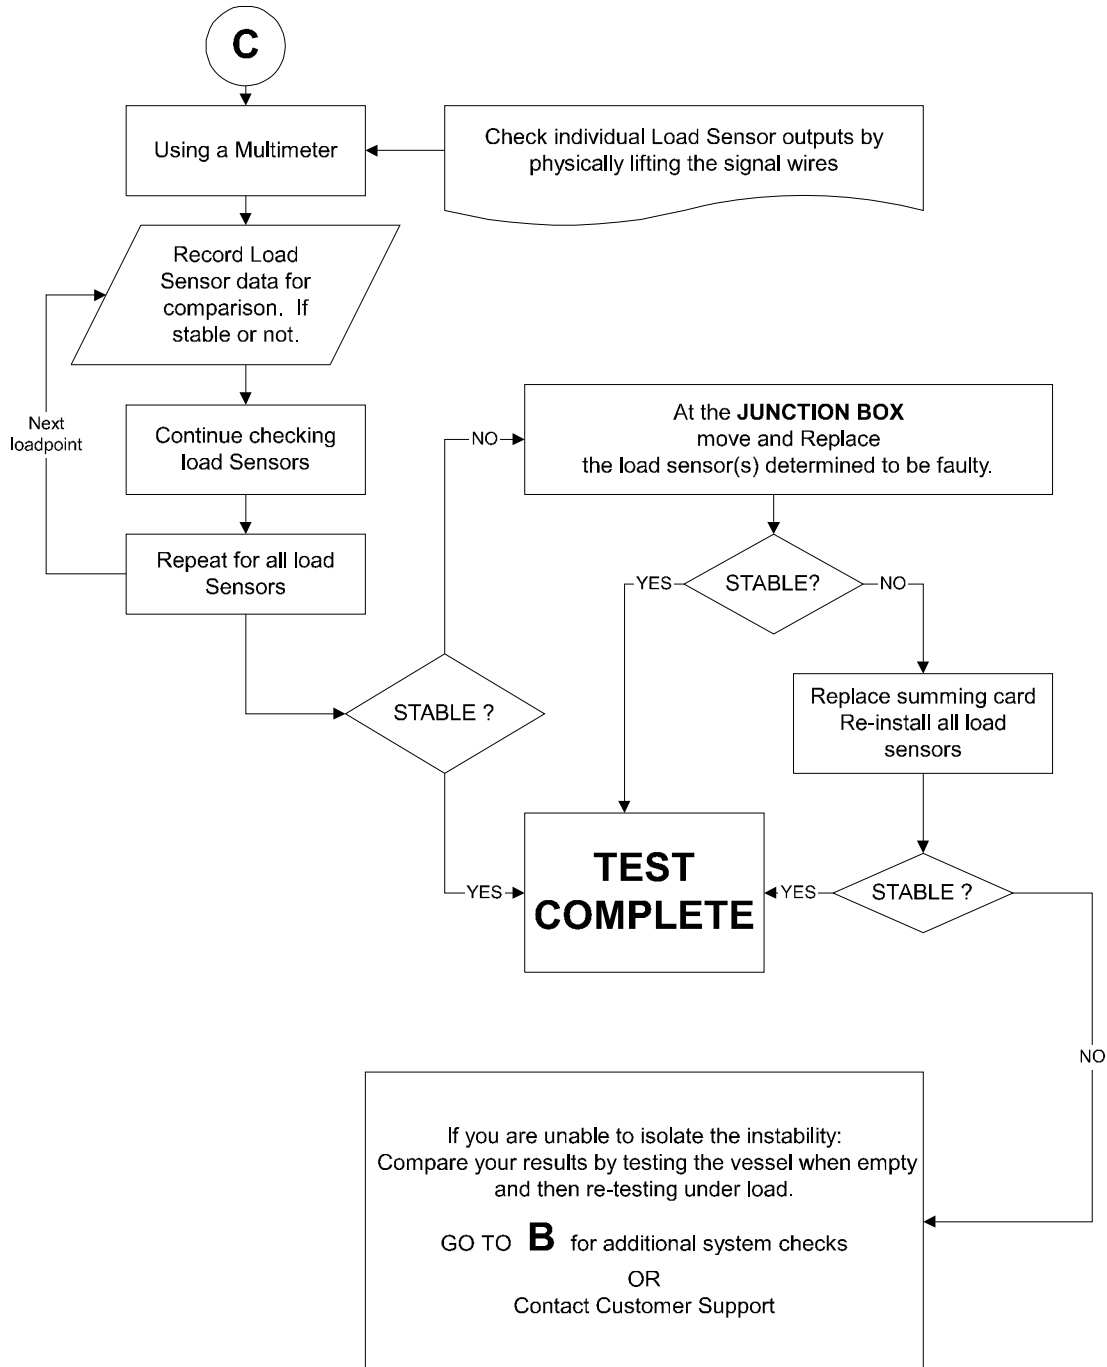 C
Using a Multimeter
Check individual Load Sensor outputs by
physically lifting the signal wires
Record Load
Sensor data for
comparison.  If
stable or not.
Next
loadpoint
Continue checking
load Sensors
Repeat for all load
Sensors
STABLE ?
NO
At the JUNCTION BOX
move and Replace
the load sensor(s) determined to be faulty.
STABLE?
YES
NO
Replace summing card
Re-install all load
sensors
YES
TEST
COMPLETE
YES
STABLE ?
NO
If you are unable to isolate the instability:
Compare your results by testing the vessel when empty
and then re-testing under load.
GO TO B for additional system checks
OR
Contact Customer Support